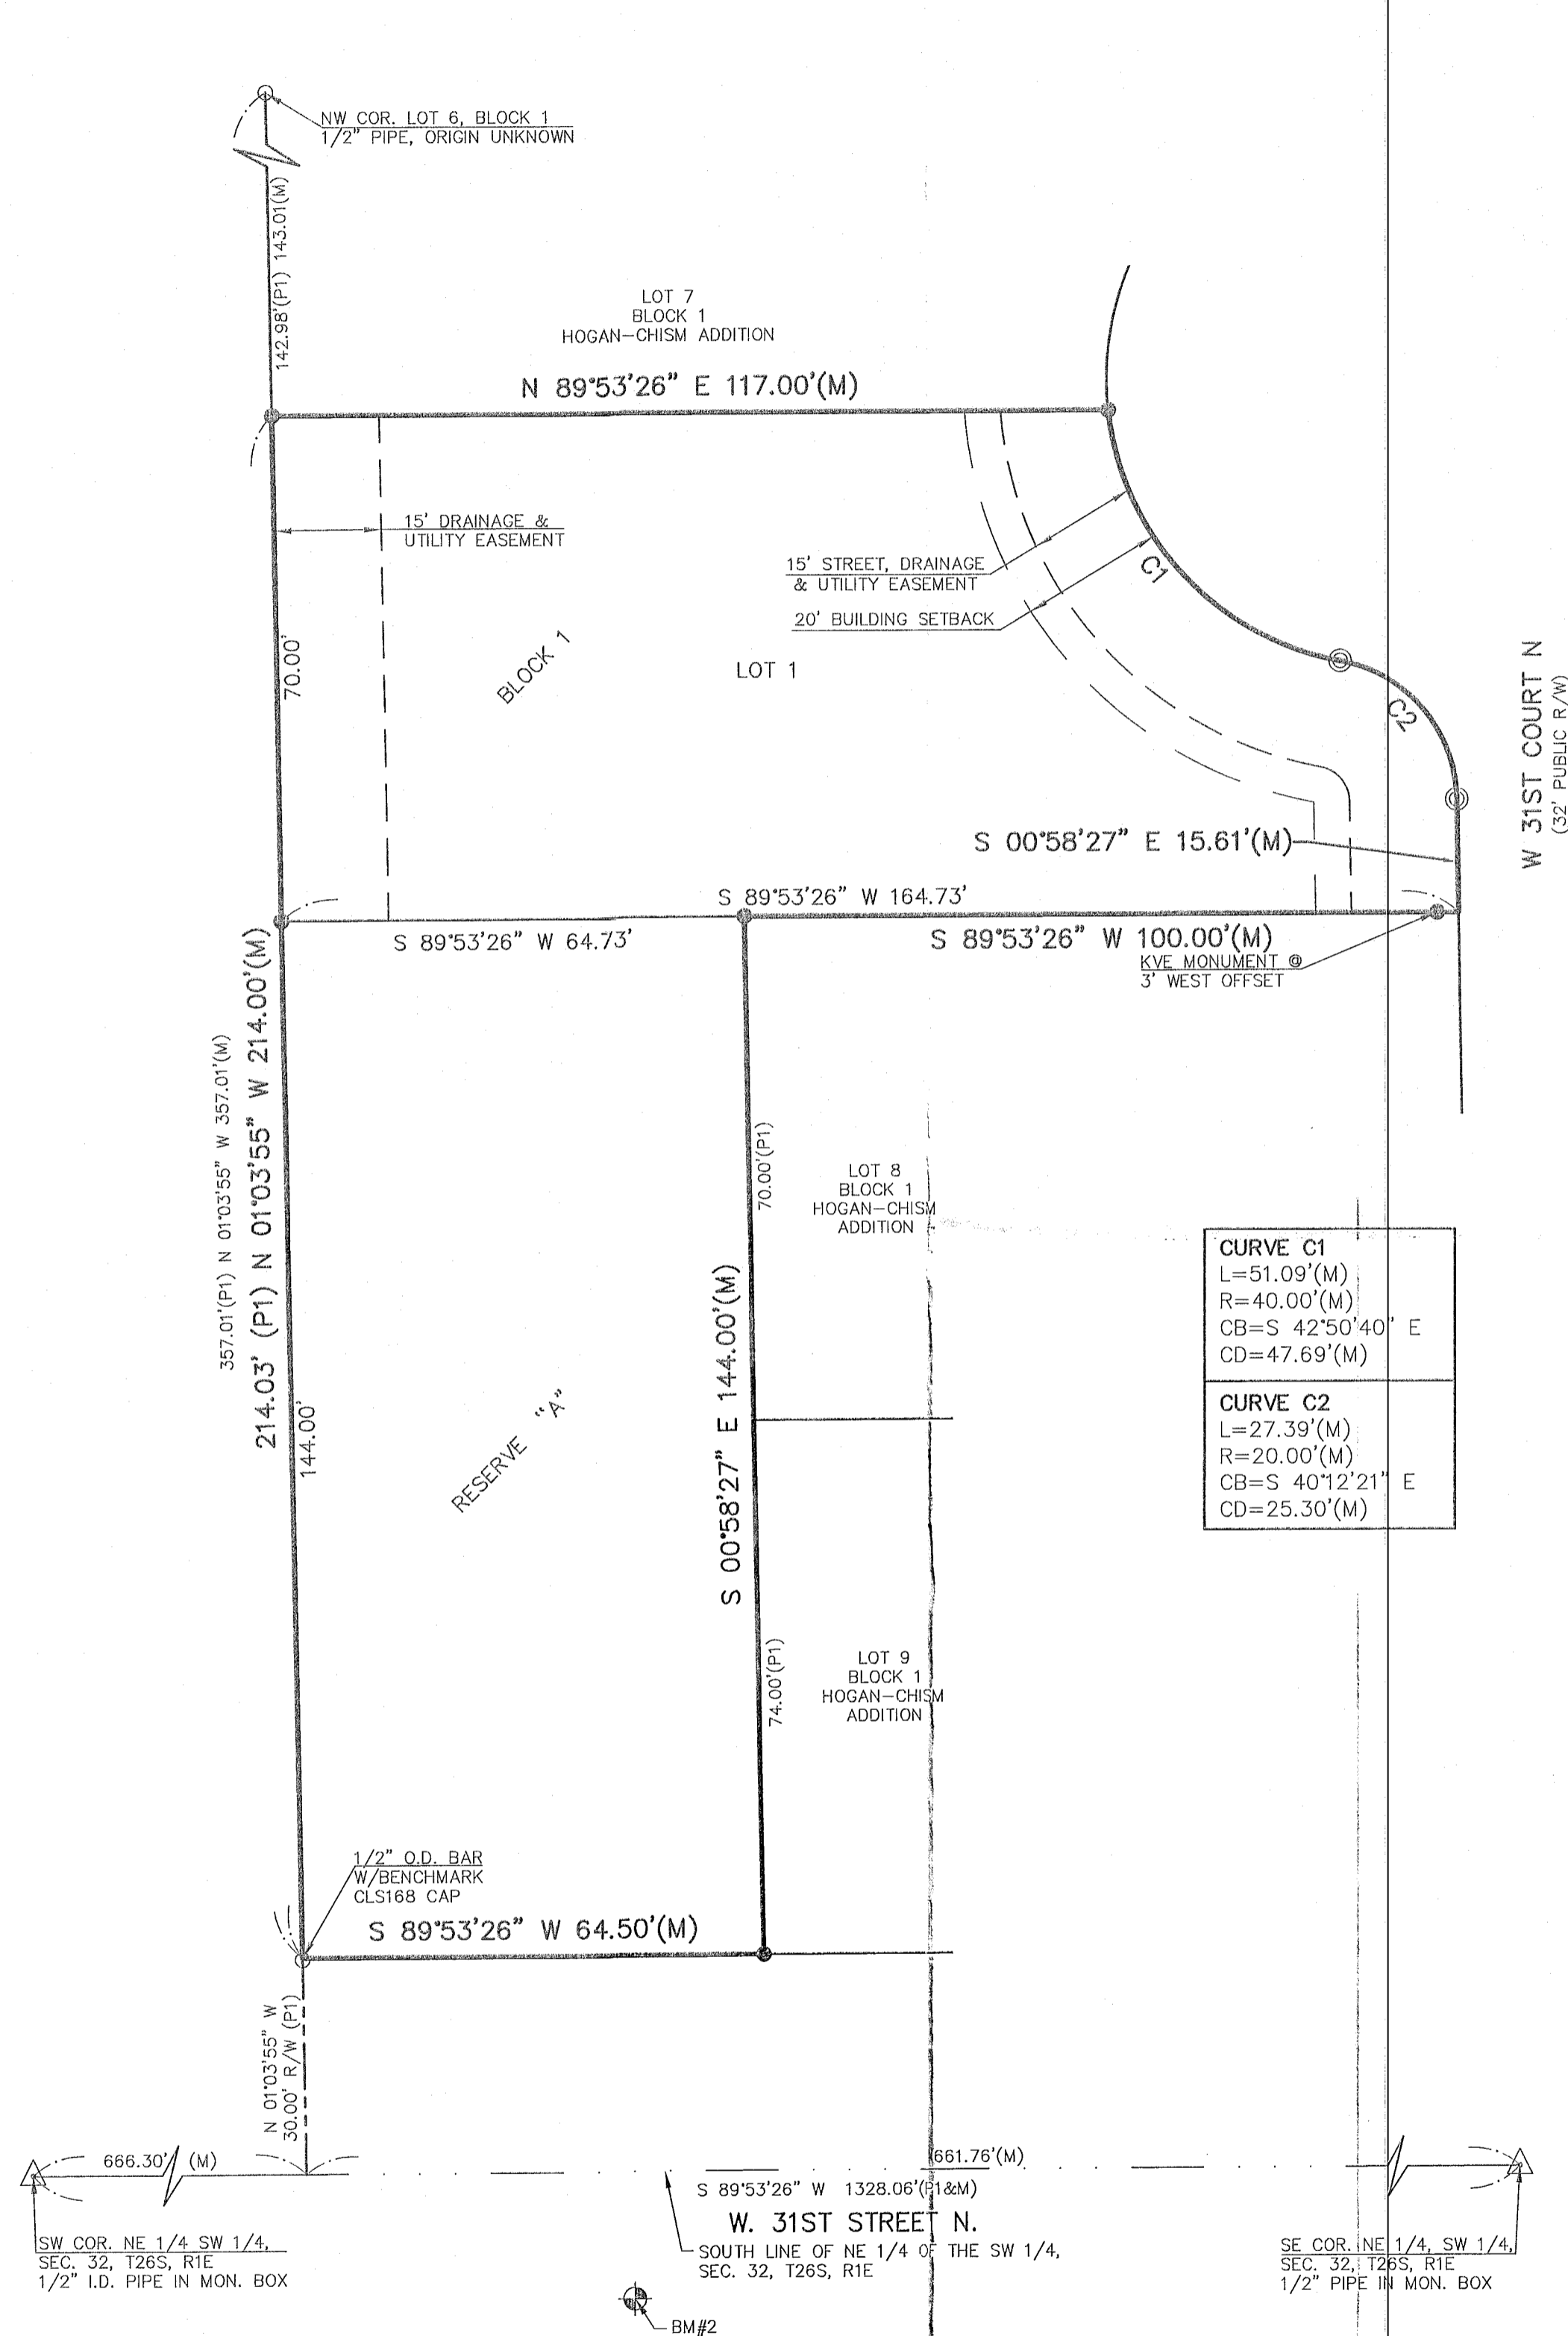 NW COR. LOT 6, BLOCK 1
1/2" PIPE, ORIGIN UNKNOWN
142.98'(P1) 143.01(M)
LOT 7
BLOCK 1
HOGAN-CHISM ADDITION
N 89°53'26" E 117.00'(M)
15' DRAINAGE &
UTILITY EASEMENT
15' STREET, DRAINAGE
& UTILITY EASEMENT
20' BUILDING SETBACK
C1
70.00'
BLOCK 1
LOT 1
C2
W 31ST COURT N
(32' PUBLIC R/W)
S 00°58'27" E 15.61'(M)
S 89°53'26" W 164.73'
S 89°53'26" W 64.73'
S 89°53'26" W 100.00'(M)
KVE MONUMENT @
3' WEST OFFSET
357.01'(P1) N 01°03'55" W 357.01'(M)
214.03' (P1) N 01°03'55" W 214.00'(M)
144.00'
70.00'(P1)
LOT 8
BLOCK 1
HOGAN-CHISM
ADDITION
S 00°58'27" E 144.00'(M)
CURVE C1
L=51.09'(M)
R=40.00'(M)
CB=S 42°50'40" E
CD=47.69'(M)
CURVE C2
L=27.39'(M)
R=20.00'(M)
CB=S 40°12'21" E
CD=25.30'(M)
RESERVE "A"
74.00'(P1)
LOT 9
BLOCK 1
HOGAN-CHISM
ADDITION
1/2" O.D. BAR
W/BENCHMARK
CLS168 CAP
S 89°53'26" W 64.50'(M)
N 01°03'55" W
30.00' R/W (P1)
666.30' (M)
661.76'(M)
S 89°53'26" W 1328.06'(P1&M)
W. 31ST STREET N.
SOUTH LINE OF NE 1/4 OF THE SW 1/4,
SEC. 32, T26S, R1E
SW COR. NE 1/4 SW 1/4,
SEC. 32, T26S, R1E
1/2" I.D. PIPE IN MON. BOX
SE COR. NE 1/4, SW 1/4,
SEC. 32, T26S, R1E
1/2" PIPE IN MON. BOX
BM#2